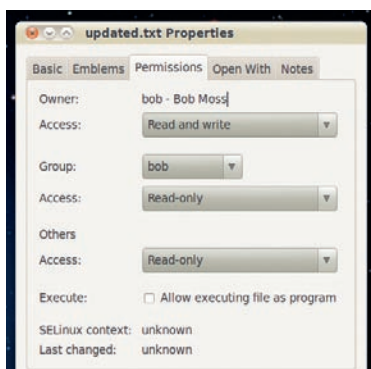 updated.txt Properties
Basic Emblems Permissions Open With Notes
Owner: bob - Bob Moss
Access: Read and write
Group: bob
Access: Read-only
Others
Access: Read-only
Execute: Allow executing file as program
SELinux context: unknown
Last changed: unknown